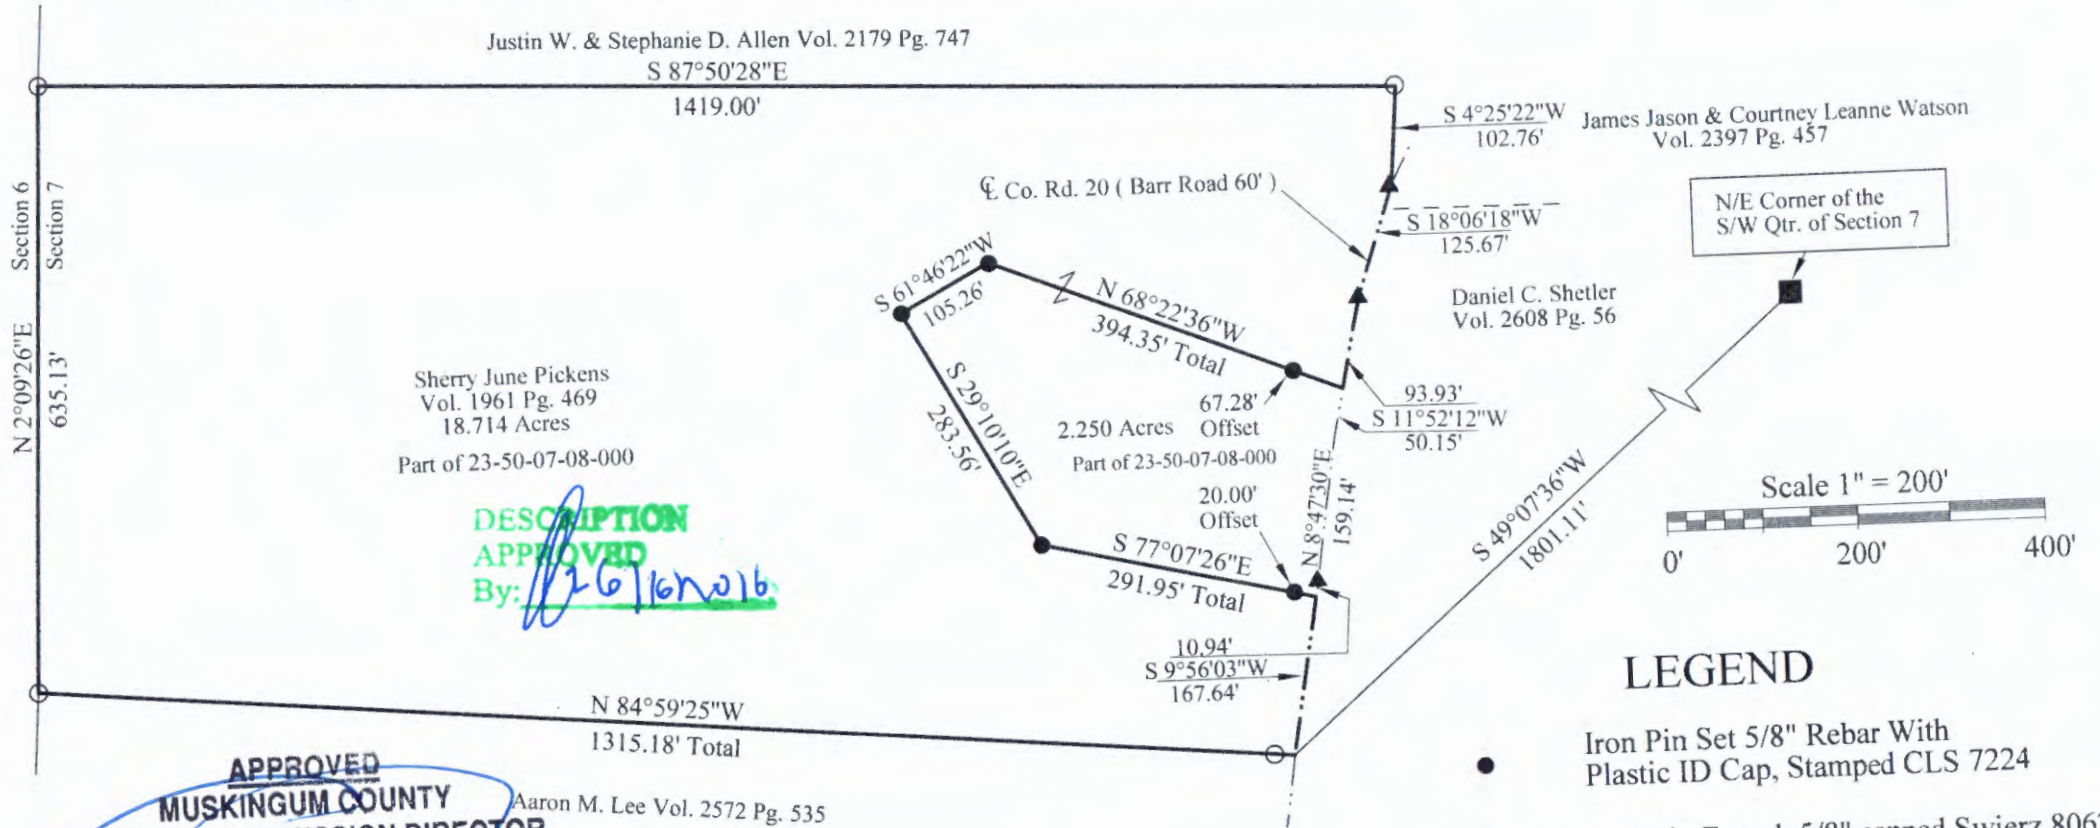 Justin W. & Stephanie D. Allen Vol. 2179 Pg. 747
S 87°50'28"E
1419.00'
S 4°25'22"W
102.76'
James Jason & Courtney Leanne Watson
Vol. 2397 Pg. 457
℄ Co. Rd. 20 ( Barr Road 60' )
S 18°06'18"W
125.67'
N/E Corner of the
S/W Qtr. of Section 7
Section 6
Section 7
N 2°09'26"E
635.13'
S 61°46'22"W
105.26'
N 68°22'36"W
394.35' Total
Daniel C. Shetler
Vol. 2608 Pg. 56
Sherry June Pickens
Vol. 1961 Pg. 469
18.714 Acres
Part of 23-50-07-08-000
S 29°10'10"E
283.56'
67.28'
Offset
2.250 Acres
Part of 23-50-07-08-000
93.93'
S 11°52'12"W
50.15'
20.00'
Offset
N 8°47'30"E
159.14'
S 49°07'36"W
1801.11'
Scale 1" = 200'
0' 200' 400'
DESCRIPTION
APPROVED
By:
S 77°07'26"E
291.95' Total
10.94'
S 9°56'03"W
167.64'
N 84°59'25"W
1315.18' Total
LEGEND
Iron Pin Set 5/8" Rebar With
Plastic ID Cap, Stamped CLS 7224
APPROVED
MUSKINGUM COUNTY
DIRECTOR
Aaron M. Lee Vol. 2572 Pg. 535
5/8" capped Swierz 806